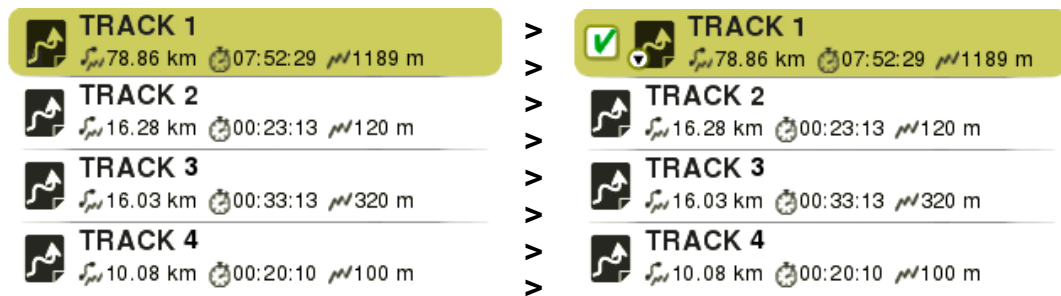 TRACK 1
78.86 km 07:52:29 1189 m
TRACK 2
16.28 km 00:23:13 120 m
TRACK 3
16.03 km 00:33:13 320 m
TRACK 4
10.08 km 00:20:10 100 m
>
>
>
>
>
>
>
>
TRACK 1
78.86 km 07:52:29 1189 m
TRACK 2
16.28 km 00:23:13 120 m
TRACK 3
16.03 km 00:33:13 320 m
TRACK 4
10.08 km 00:20:10 100 m